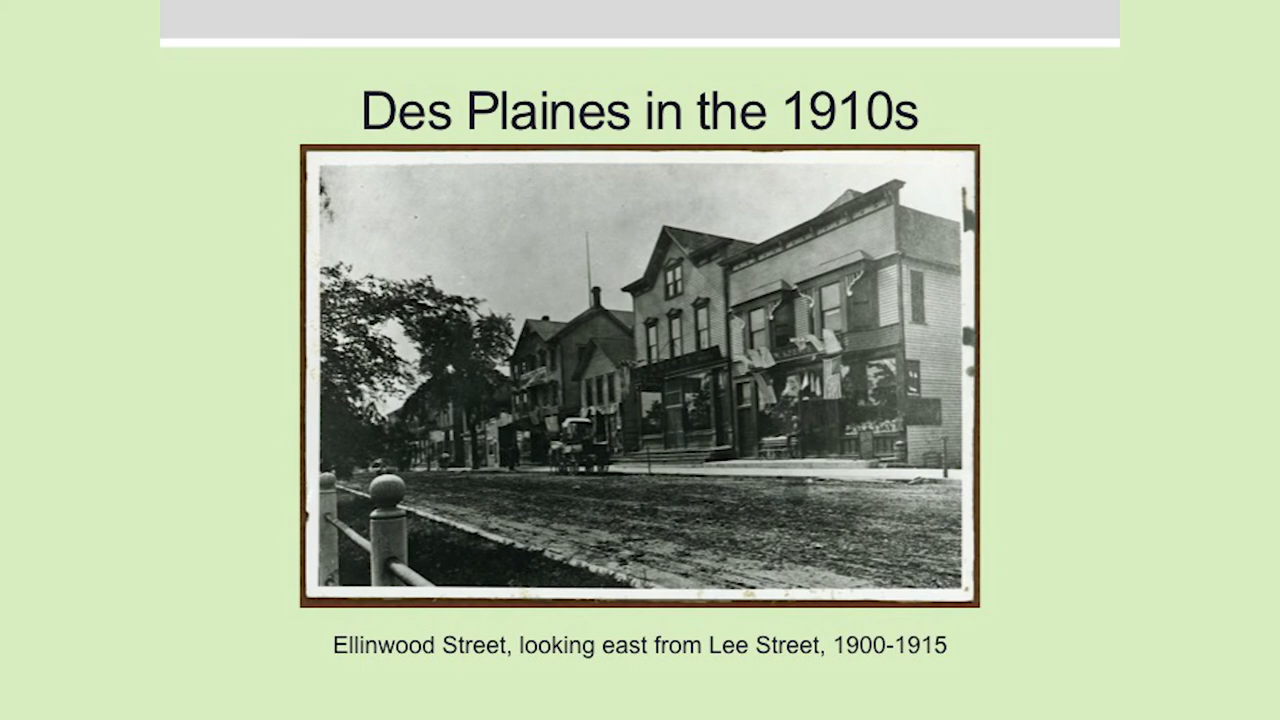 Des Plaines in the 1910s
Ellinwood Street, looking east from Lee Street, 1900-1915